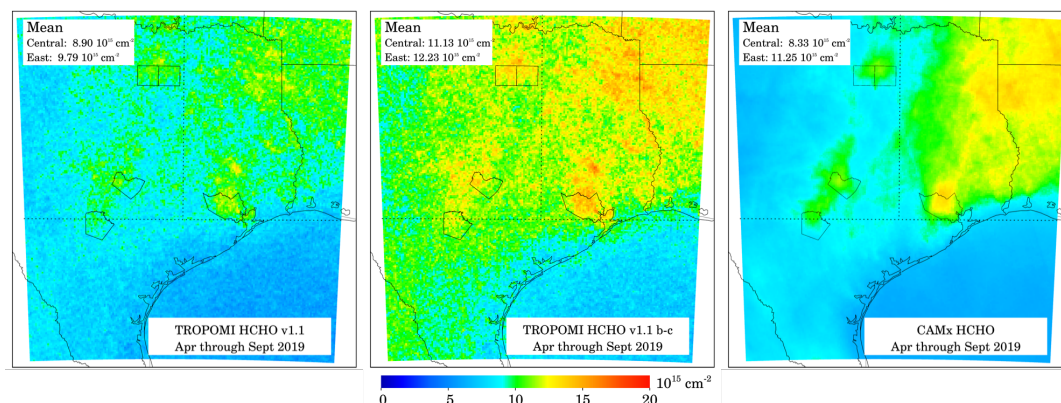 Mean
Central: 8.90 10¹⁵ cm⁻²
East: 9.79 10¹⁵ cm⁻²
TROPOMI HCHO v1.1
Apr through Sept 2019
Mean
Central: 11.13 10¹⁵ cm⁻²
East: 12.23 10¹⁵ cm⁻²
TROPOMI HCHO v1.1 b-c
Apr through Sept 2019
Mean
Central: 8.33 10¹⁵ cm⁻²
East: 11.25 10¹⁵ cm⁻²
CAMx HCHO
Apr through Sept 2019
10¹⁵ cm⁻²
0 5 10 15 20